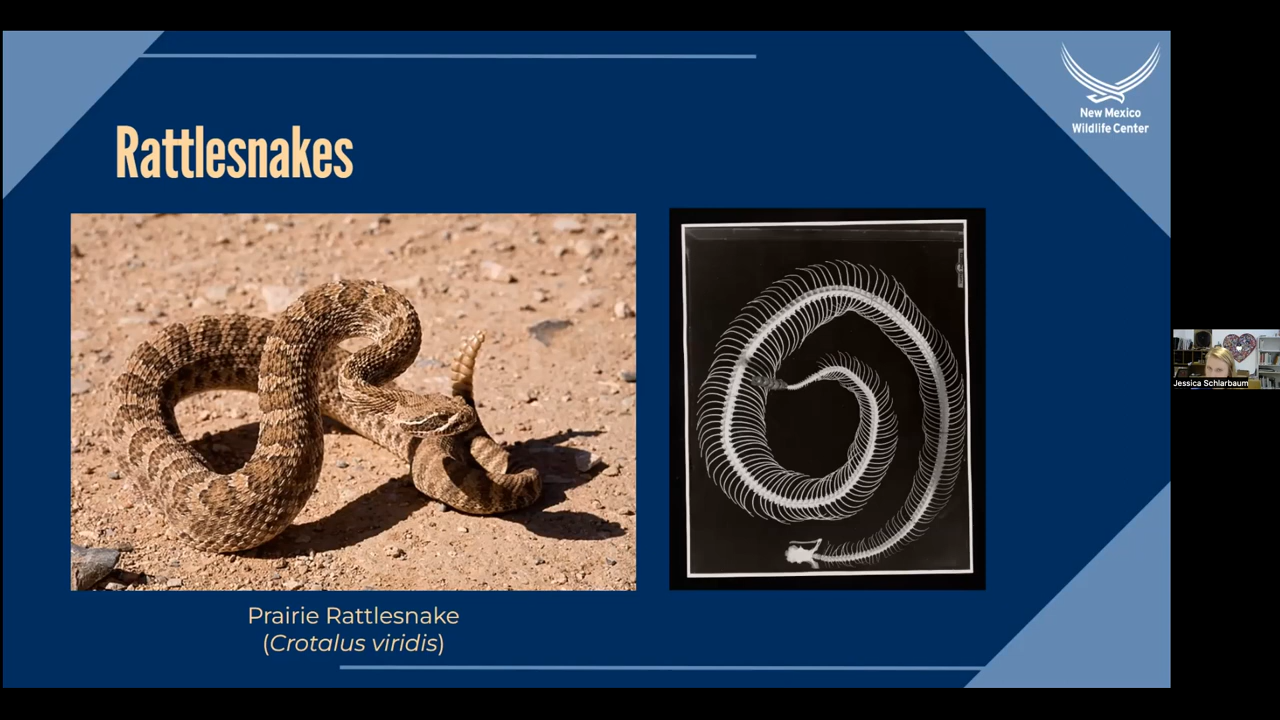 New Mexico
Wildlife Center
Rattlesnakes
Prairie Rattlesnake
(Crotalus viridis)
Jessica Schlarbaum